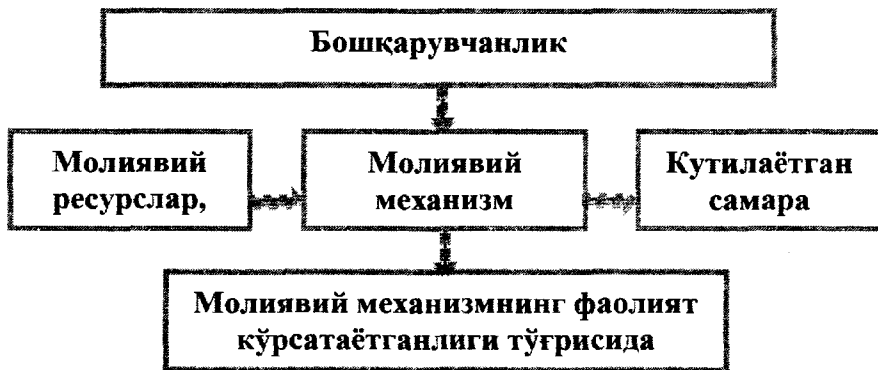 Бошқарувчанлик
Молиявий
ресурслар,
Молиявий
механизм
Кутилаётган
самара
Молиявий механизмнинг фаолият
кўрсатаётганлиги тўғрисида